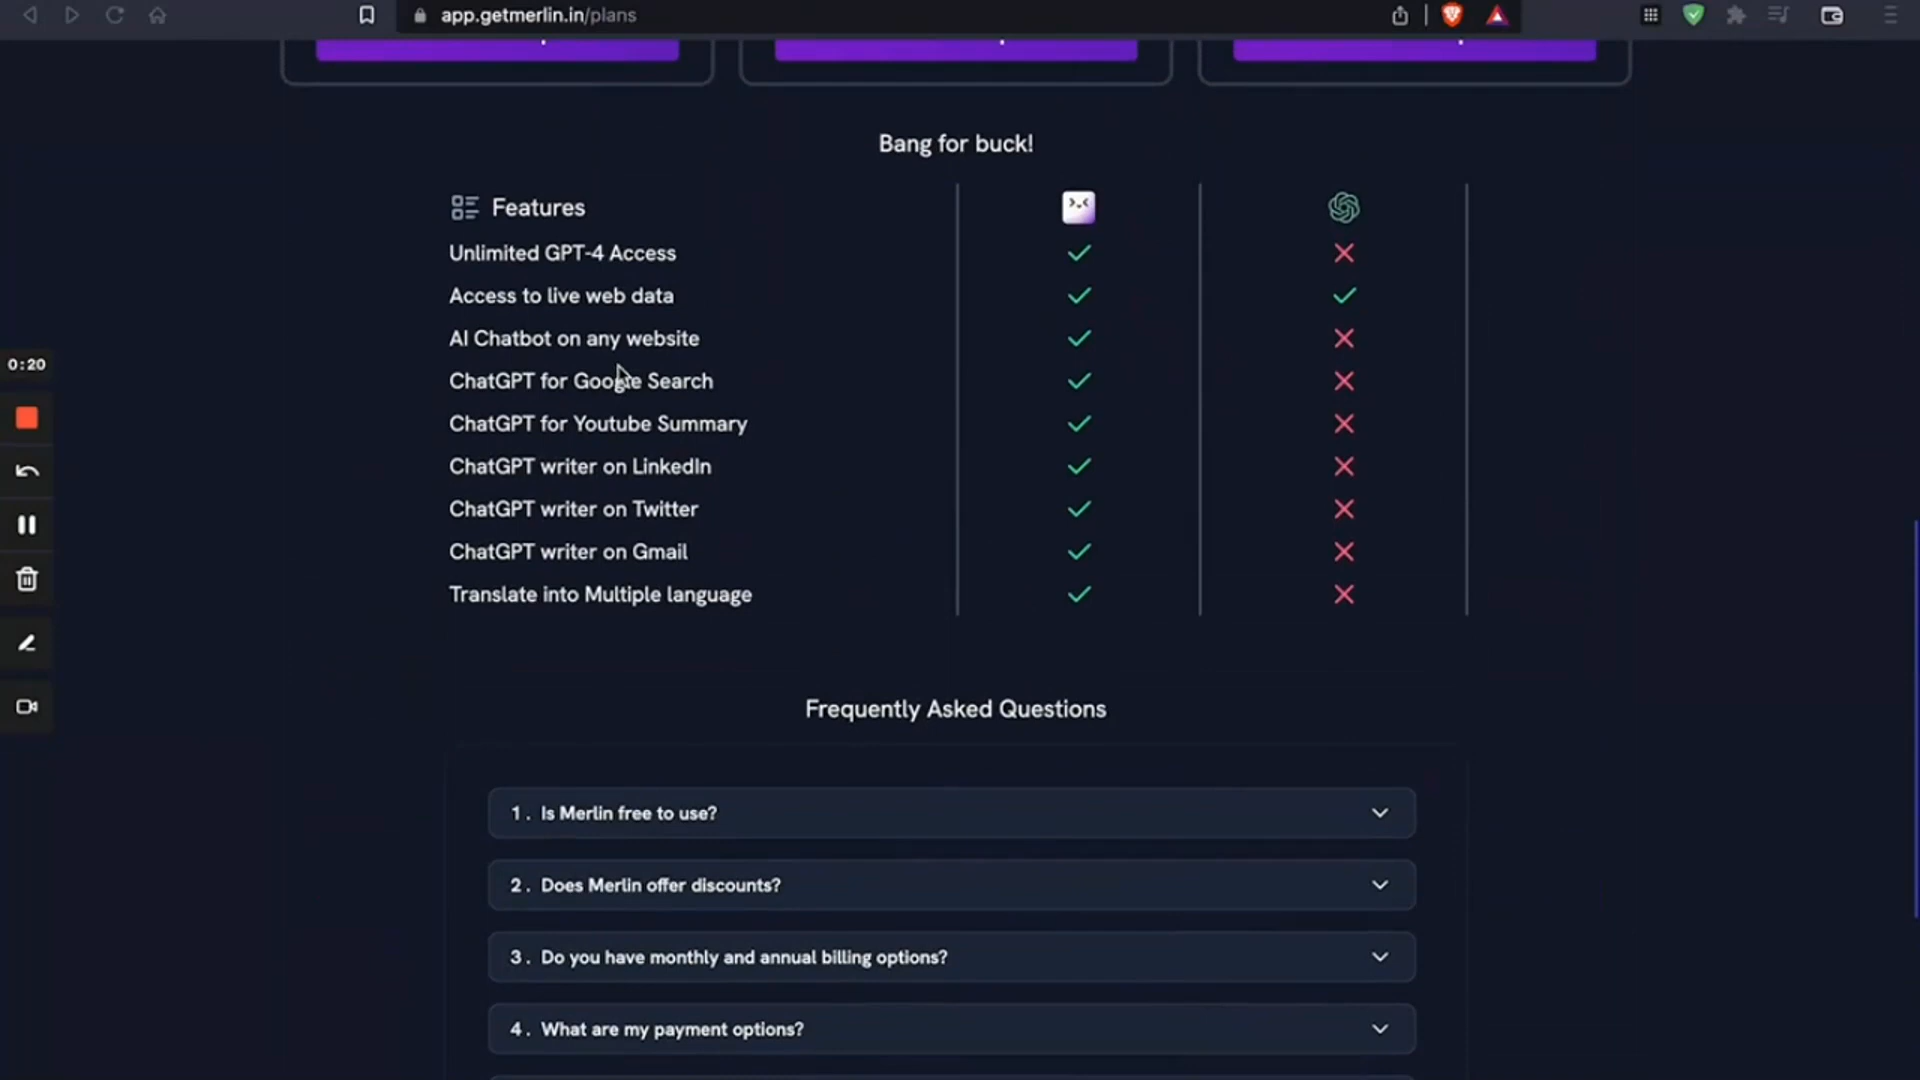 app.getmerlin.in/plans
Bang for buck!
Features
Unlimited GPT-4 Access
Access to live web data
AI Chatbot on any website
ChatGPT for Google Search
ChatGPT for Youtube Summary
ChatGPT writer on LinkedIn
ChatGPT writer on Twitter
ChatGPT writer on Gmail
Translate into Multiple language
0:20
Frequently Asked Questions
1. Is Merlin free to use?
2. Does Merlin offer discounts?
3. Do you have monthly and annual billing options?
4. What are my payment options?